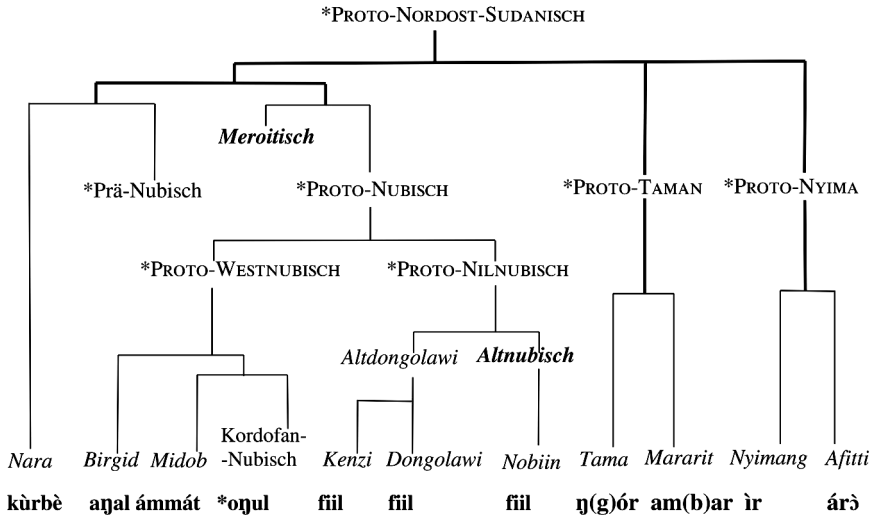 *PROTO-NORDOST-SUDANISCH
Meroitisch
*Prä-Nubisch *PROTO-NUBISCH *PROTO-TAMAN *PROTO-NYIMA
*PROTO-WESTNUBISCH *PROTO-NILNUBISCH
Altdongolawi Altnubisch
Kordofan-
Nara Birgid Midob -Nubisch Kenzi Dongolawi Nobiin Tama Mararit Nyimang Afitti
kùrbè aŋal ámmát *oŋul fiil fiil fiil ŋ(g)ór am(b)ar ìr árɔ̀